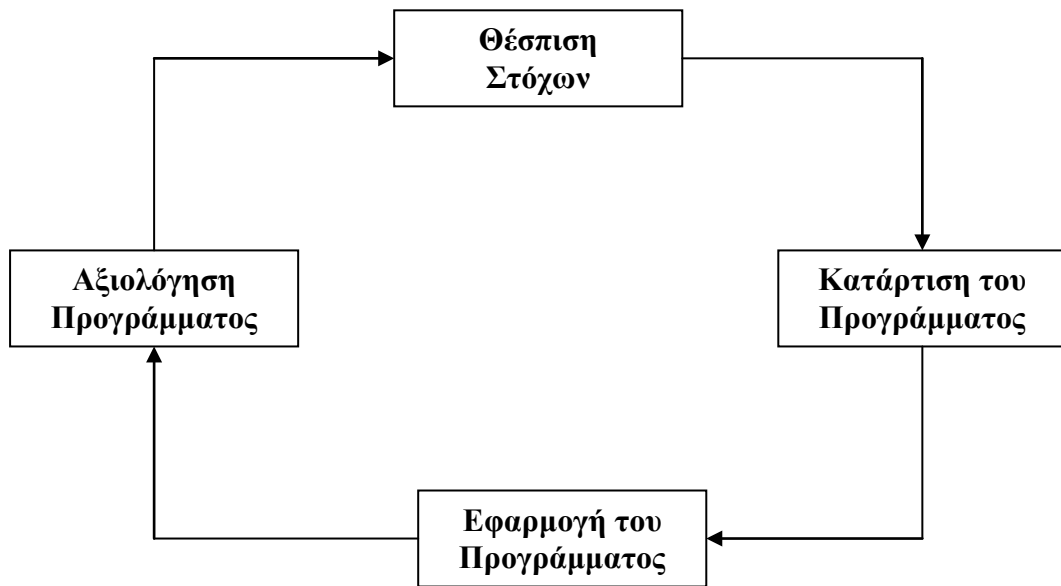 Θέσπιση
Στόχων
Αξιολόγηση
Προγράμματος
Κατάρτιση του
Προγράμματος
Εφαρμογή του
Προγράμματος